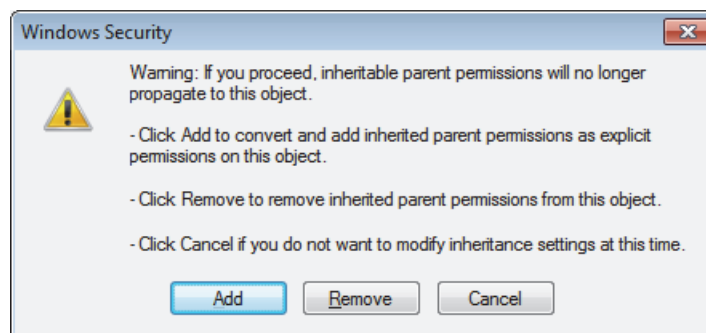 Windows Security
Warning: If you proceed, inheritable parent permissions will no longer
propagate to this object.
- Click Add to convert and add inherited parent permissions as explicit
permissions on this object.
- Click Remove to remove inherited parent permissions from this object.
- Click Cancel if you do not want to modify inheritance settings at this time.
Add Remove Cancel